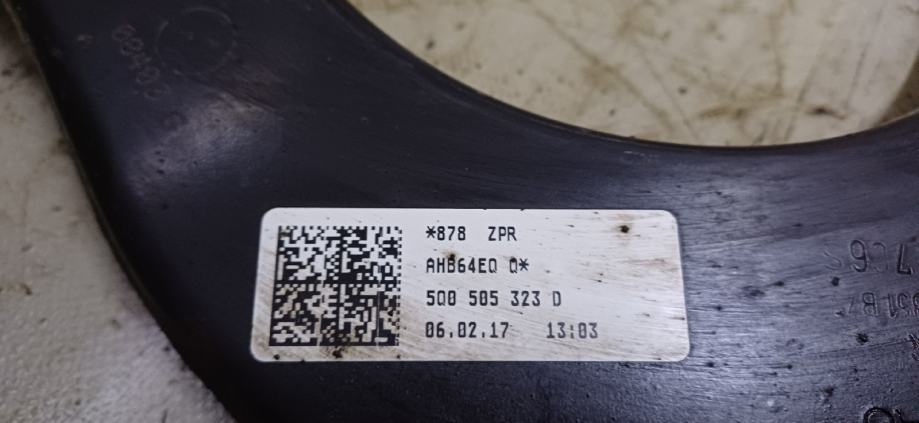 *878 ZPR
AHB64EQ Q*
5Q0 505 323 D
06.02.17 13:03